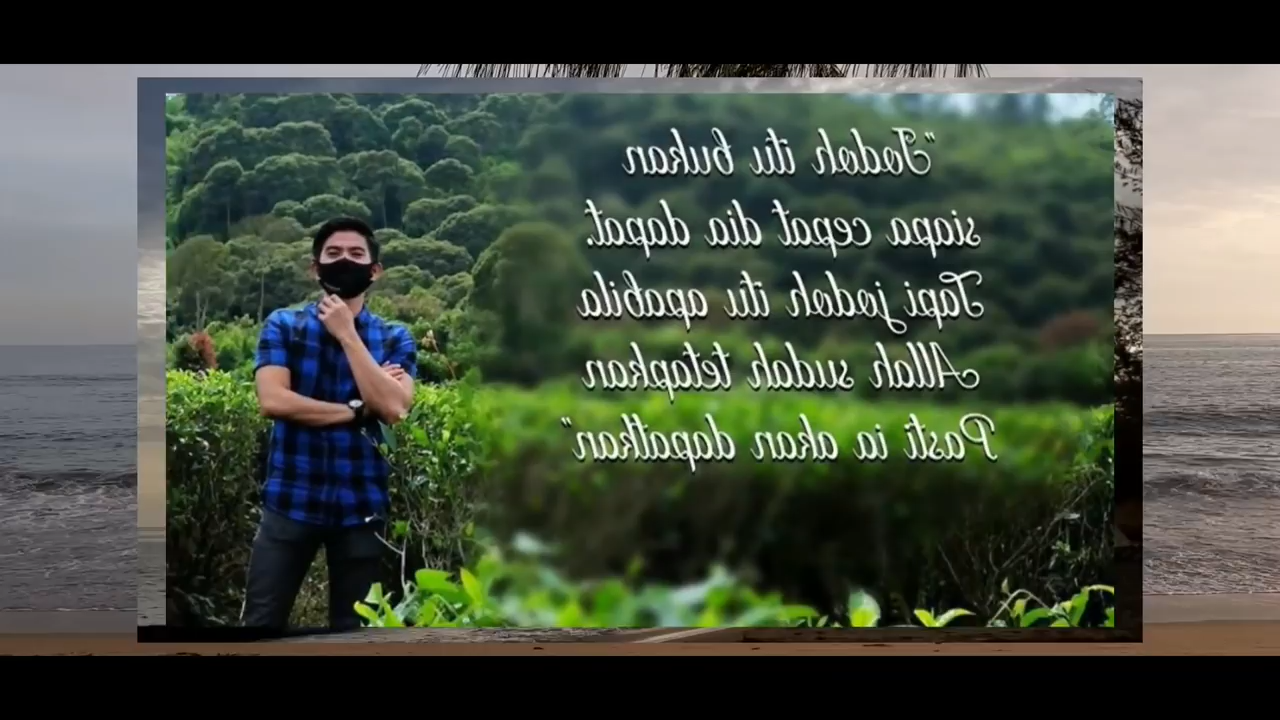 "Jodoh itu bukan
siapa cepat dia dapat.
Tapi jodoh itu apabila
Allah sudah tetapkan
Pasti ia akan dapatkan"